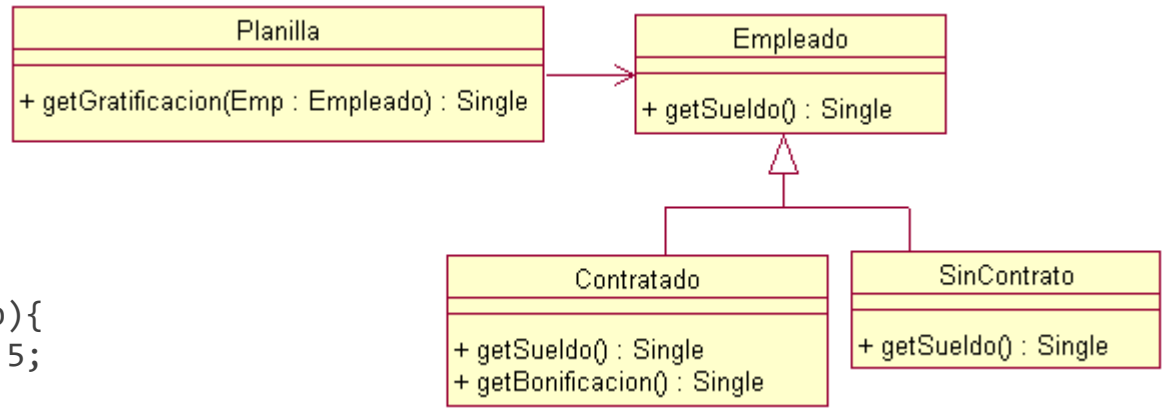 Planilla
+ getGratificacion(Emp : Empleado) : Single
Empleado
+ getSueldo() : Single
Contratado
+ getSueldo() : Single
+ getBonificacion() : Single
SinContrato
+ getSueldo() : Single
){
5;